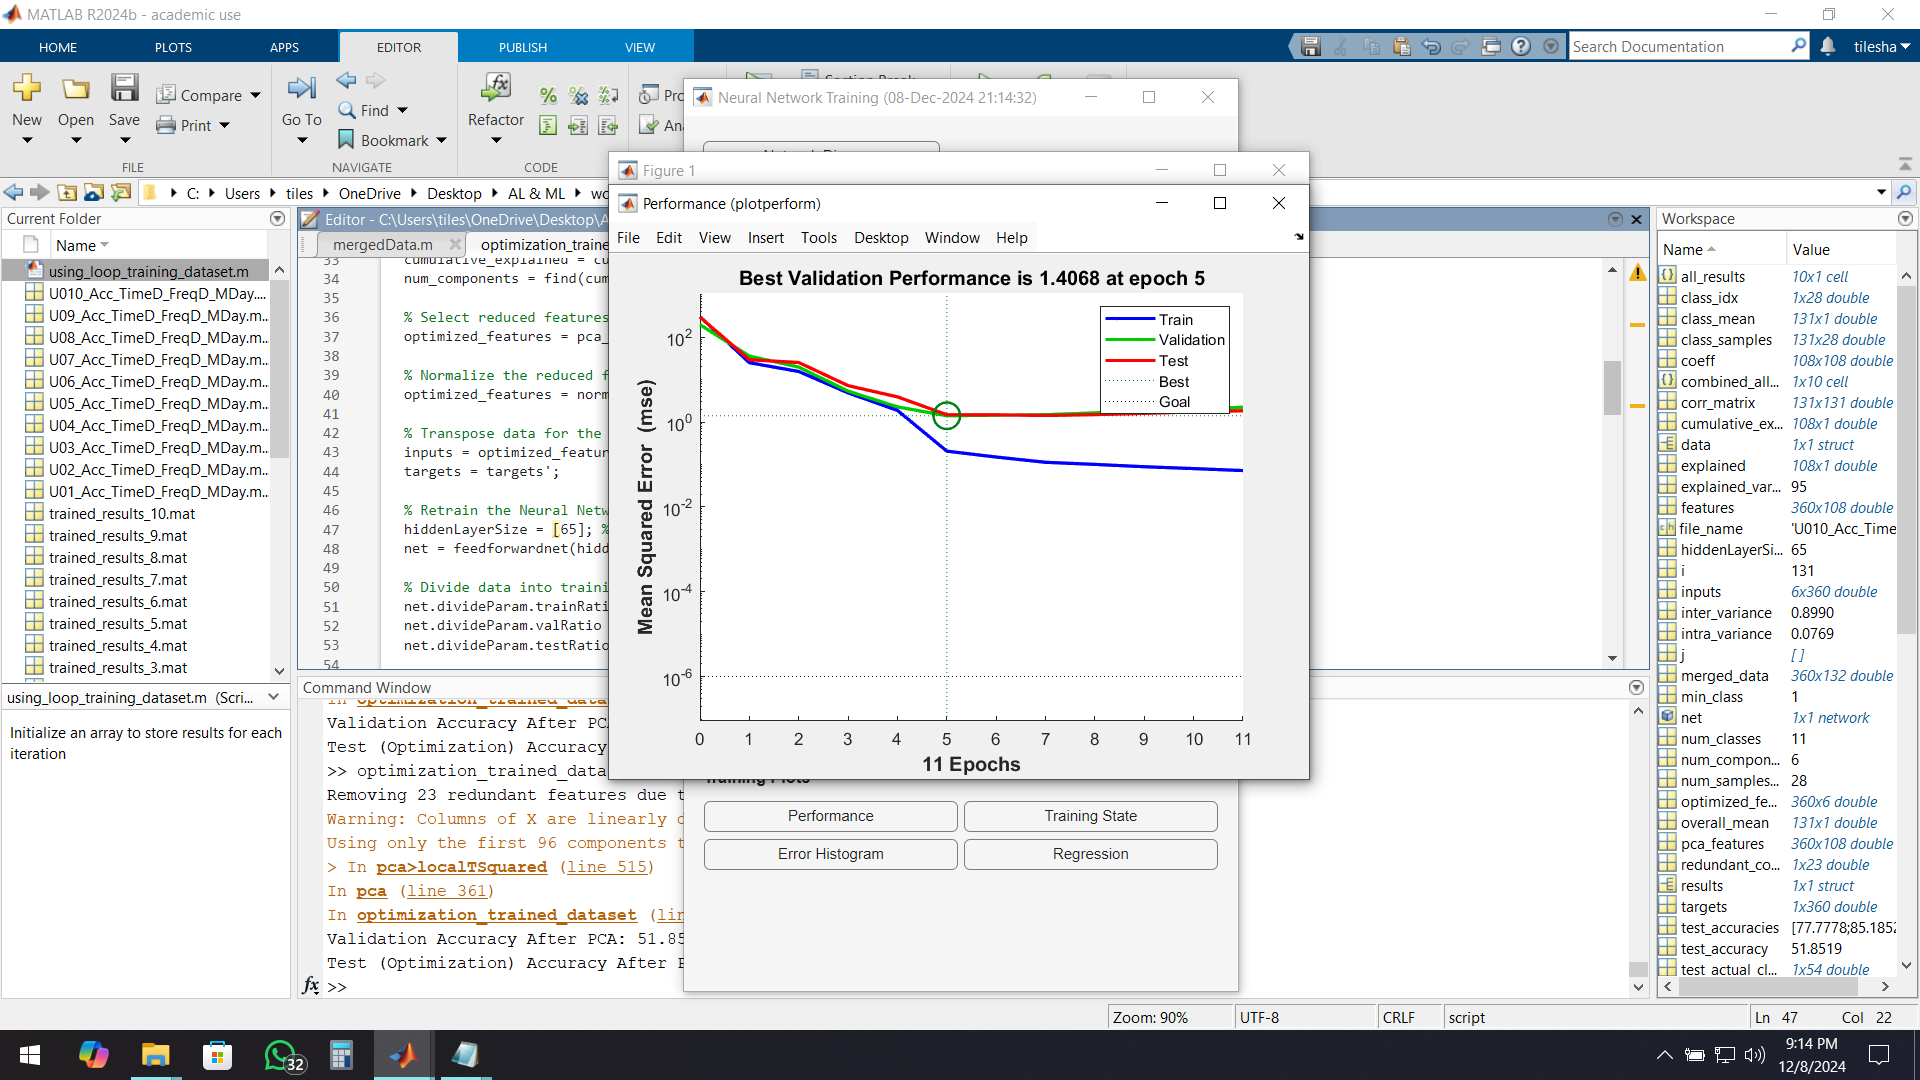 MATLAB R2024b - academic use
HOME PLOTS APPS EDITOR PUBLISH VIEW
Search Documentation
tilesha
New Open Save Compare Print
Go To Find Bookmark
Refactor
FILE NAVIGATE CODE
Section Break
Neural Network Training (08-Dec-2024 21:14:32)
C: Users tiles OneDrive Desktop AL & ML
Current Folder
Name
using_loop_training_dataset.m
U010_Acc_TimeD_FreqD_MDay....
U09_Acc_TimeD_FreqD_MDay.m...
U08_Acc_TimeD_FreqD_MDay.m...
U07_Acc_TimeD_FreqD_MDay.m...
U06_Acc_TimeD_FreqD_MDay.m...
U05_Acc_TimeD_FreqD_MDay.m...
U04_Acc_TimeD_FreqD_MDay.m...
U03_Acc_TimeD_FreqD_MDay.m...
U02_Acc_TimeD_FreqD_MDay.m...
U01_Acc_TimeD_FreqD_MDay.m...
trained_results_10.mat
trained_results_9.mat
trained_results_8.mat
trained_results_7.mat
trained_results_6.mat
trained_results_5.mat
trained_results_4.mat
trained_results_3.mat
using_loop_training_dataset.m (Scri...
Initialize an array to store results for each
iteration
Editor - C:\Users\tiles\OneDrive\Desktop\A
mergedData.m optimization_traine
33 cumulative_explained = cu
34 num_components = find(cum
35
36 % Select reduced features
37 optimized_features = pca_
38
39 % Normalize the reduced f
40 optimized_features = norm
41
42 % Transpose data for the
43 inputs = optimized_featur
44 targets = targets';
45
46 % Retrain the Neural Netw
47 hiddenLayerSize = [65]; %
48 net = feedforwardnet(hidd
49
50 % Divide data into traini
51 net.divideParam.trainRati
52 net.divideParam.valRatio
53 net.divideParam.testRatio
54
Command Window
In optimization_trained_data
Validation Accuracy After PC
Test (Optimization) Accuracy
>> optimization_trained_data
Removing 23 redundant features due t
Warning: Columns of X are linearly
Using only the first 96 components t
> In pca>localTSquared (line 515)
In pca (line 361)
In optimization_trained_dataset (lin
Validation Accuracy After PCA: 51.85
Test (Optimization) Accuracy After P
fx >>
Figure 1
Performance (plotperform)
File Edit View Insert Tools Desktop Window Help
Best Validation Performance is 1.4068 at epoch 5
Train
Validation
Test
Best
Goal
Mean Squared Error (mse)
10^2
10^0
10^-2
10^-4
10^-6
0 1 2 3 4 5 6 7 8 9 10 11
11 Epochs
Training Plots
Performance Training State
Error Histogram Regression
Workspace
Name Value
all_results 10x1 cell
class_idx 1x28 double
class_mean 131x1 double
class_samples 131x28 double
coeff 108x108 double
combined_all... 1x10 cell
corr_matrix 131x131 double
cumulative_ex... 108x1 double
data 1x1 struct
explained 108x1 double
explained_var... 95
features 360x108 double
file_name 'U010_Acc_Time
hiddenLayerSi... 65
i 131
inputs 6x360 double
inter_variance 0.8990
intra_variance 0.0769
j []
merged_data 360x132 double
min_class 1
net 1x1 network
num_classes 11
num_compon... 6
num_samples... 28
optimized_fe... 360x6 double
overall_mean 131x1 double
pca_features 360x108 double
redundant_co... 1x23 double
results 1x1 struct
targets 1x360 double
test_accuracies [77.7778;85.1852
test_accuracy 51.8519
test_actual_cl... 1x54 double
Zoom: 90% UTF-8 CRLF script Ln 47 Col 22
32
9:14 PM
12/8/2024